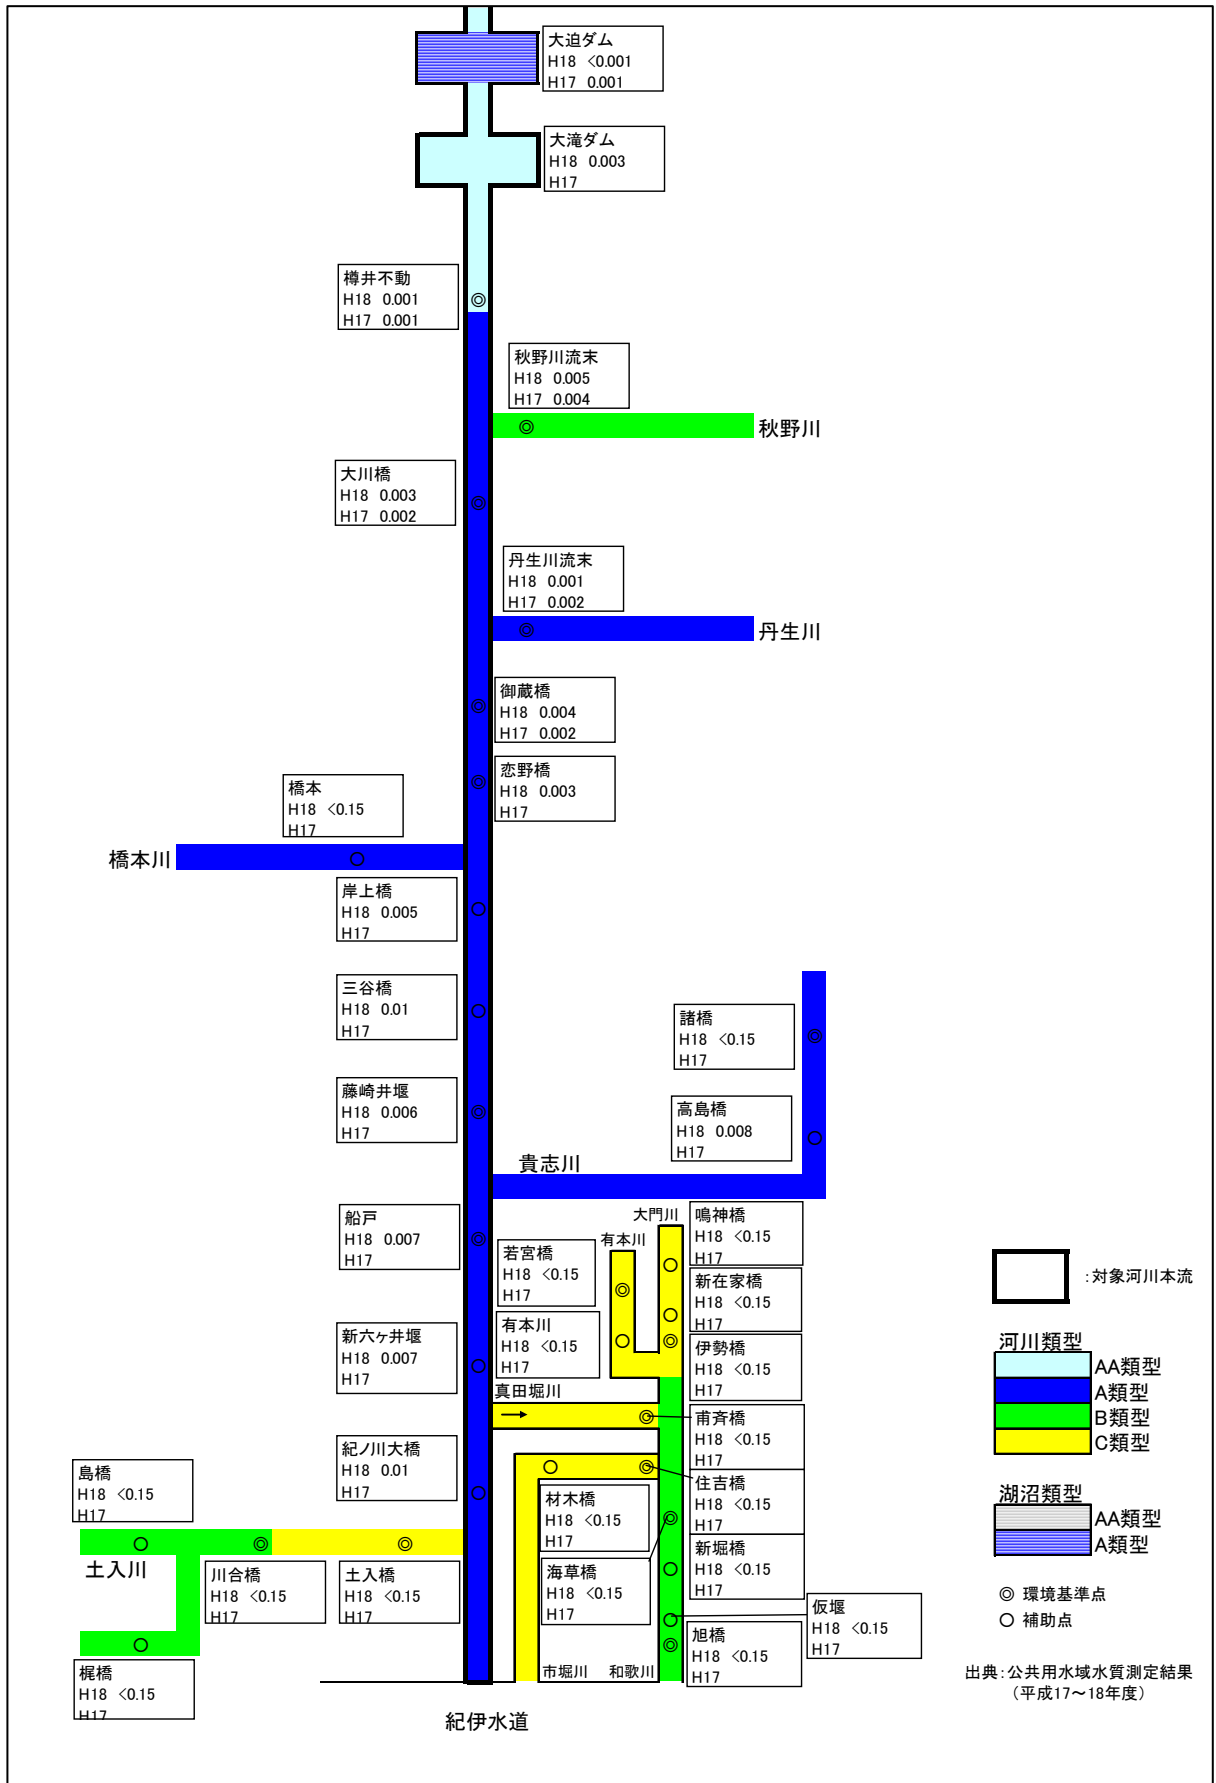 大迫ダム
H18 <0.001
H17 0.001
大滝ダム
H18 0.003
H17
樽井不動
H18 0.001
H17 0.001
秋野川流末
H18 0.005
H17 0.004
秋野川
大川橋
H18 0.003
H17 0.002
丹生川流末
H18 0.001
H17 0.002
丹生川
御蔵橋
H18 0.004
H17 0.002
恋野橋
H18 0.003
H17
橋本
H18 <0.15
H17
橋本川
岸上橋
H18 0.005
H17
三谷橋
H18 0.01
H17
諸橋
H18 <0.15
H17
藤崎井堰
H18 0.006
H17
高島橋
H18 0.008
H17
貴志川
船戸
H18 0.007
H17
大門川
有本川
鳴神橋
H18 <0.15
H17
若宮橋
H18 <0.15
H17
新在家橋
H18 <0.15
H17
有本川
H18 <0.15
H17
新六ヶ井堰
H18 0.007
H17
伊勢橋
H18 <0.15
H17
真田堀川
甫斉橋
H18 <0.15
H17
紀ノ川大橋
H18 0.01
H17
住吉橋
H18 <0.15
H17
島橋
H18 <0.15
H17
材木橋
H18 <0.15
H17
新堀橋
H18 <0.15
H17
土入川
川合橋
H18 <0.15
H17
土入橋
H18 <0.15
H17
海草橋
H18 <0.15
H17
仮堰
H18 <0.15
H17
旭橋
H18 <0.15
H17
梶橋
H18 <0.15
H17
市堀川
和歌川
紀伊水道
:対象河川本流
河川類型
AA類型
A類型
B類型
C類型
湖沼類型
AA類型
A類型
◎ 環境基準点
○ 補助点
出典:公共用水域水質測定結果
(平成17～18年度)